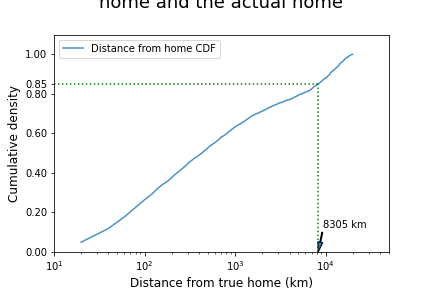 home and the actual home
Distance from home CDF
1.00
0.85
0.80
0.60
0.40
0.20
0.00
Cumulative density
8305 km
10¹ 10² 10³ 10⁴
Distance from true home (km)